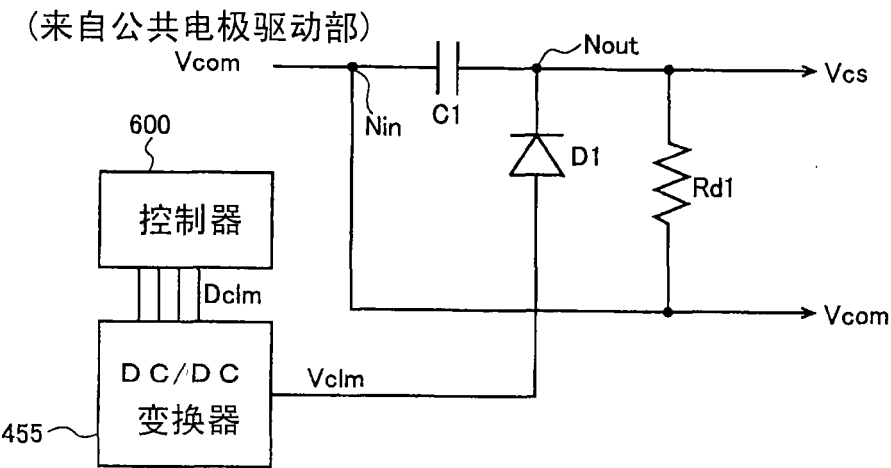 (来自公共电极驱动部)
Vcom
Nin
C1
Nout
Vcs
D1
Rd1
600
控制器
Dclm
Vcom
DC/DC
变换器
Vclm
455